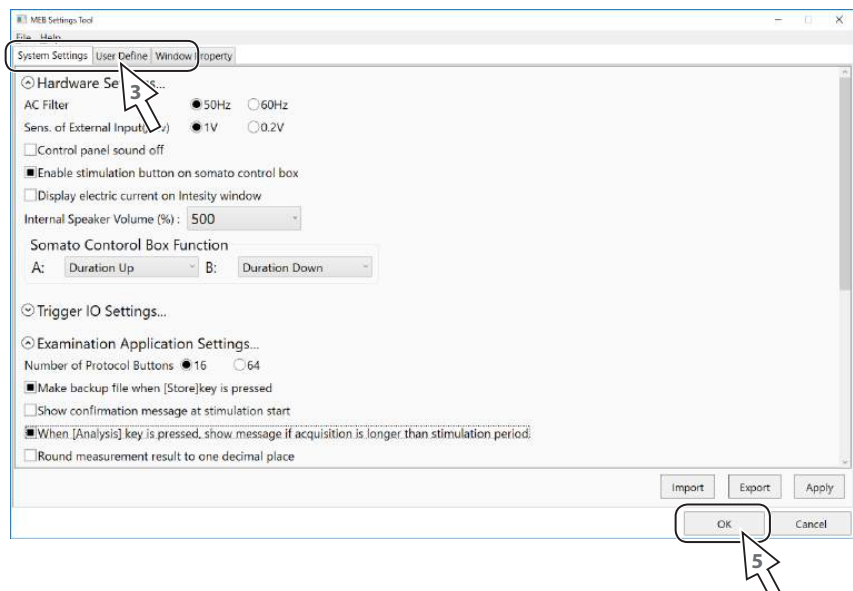 MEB Settings Tool
File Help
System Settings User Define Window Property
Hardware Se s...
3
AC Filter 50Hz 60Hz
Sens. of External Input( v) 1V 0.2V
Control panel sound off
Enable stimulation button on somato control box
Display electric current on Intesity window
Internal Speaker Volume (%) : 500
Somato Contorol Box Function
A: Duration Up B: Duration Down
Trigger IO Settings...
Examination Application Settings...
Number of Protocol Buttons 16 64
Make backup file when [Store]key is pressed
Show confirmation message at stimulation start
When [Analysis] key is pressed, show message if acquisition is longer than stimulation period.
Round measurement result to one decimal place
Import Export Apply
OK Cancel
5